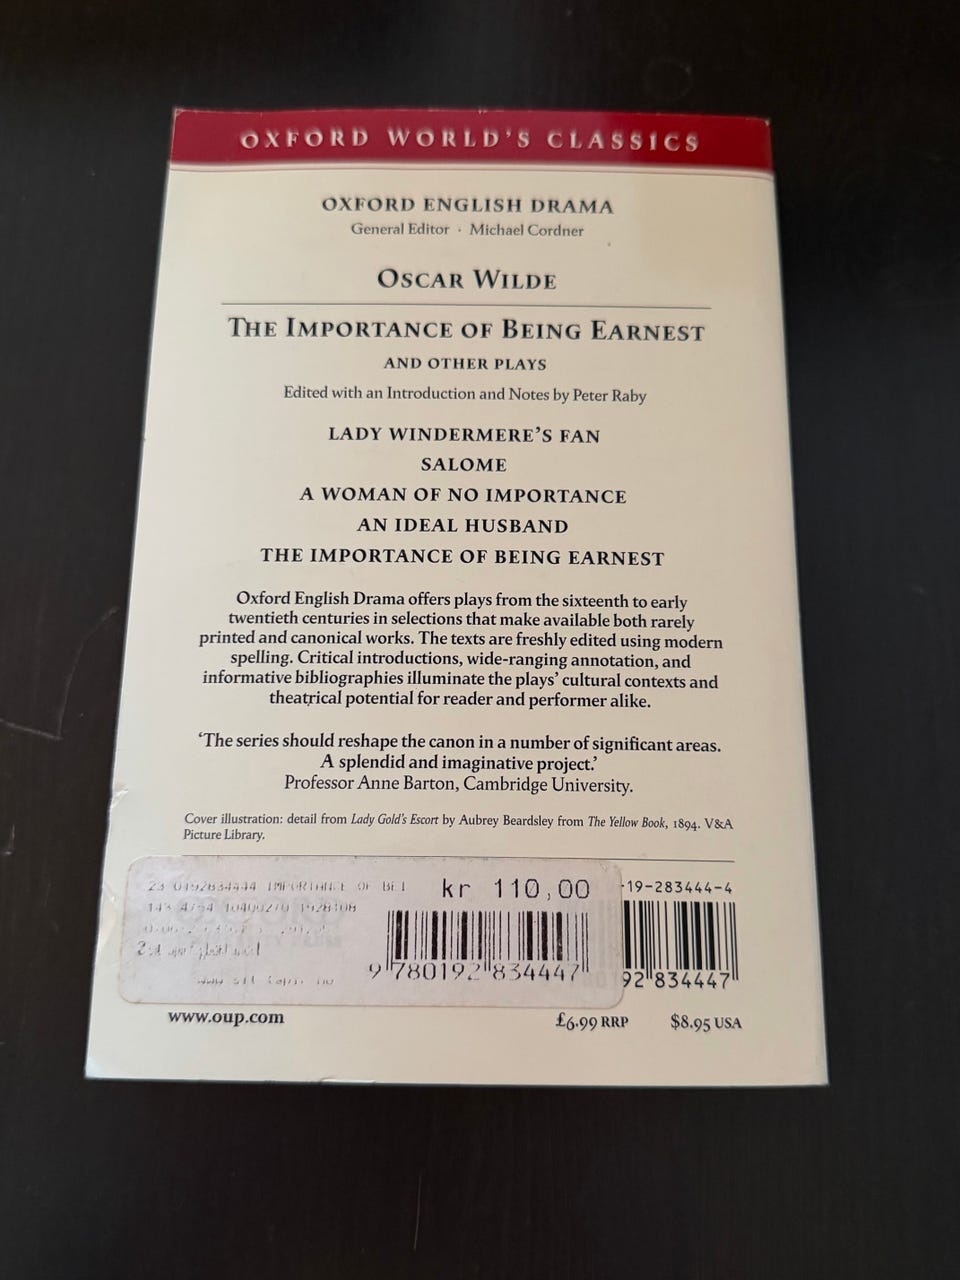 OXFORD WORLD'S CLASSICS
OXFORD ENGLISH DRAMA
General Editor · Michael Cordner
OSCAR WILDE
THE IMPORTANCE OF BEING EARNEST
AND OTHER PLAYS
Edited with an Introduction and Notes by Peter Raby
LADY WINDERMERE'S FAN
SALOME
A WOMAN OF NO IMPORTANCE
AN IDEAL HUSBAND
THE IMPORTANCE OF BEING EARNEST
Oxford English Drama offers plays from the sixteenth to early
twentieth centuries in selections that make available both rarely
printed and canonical works. The texts are freshly edited using modern
spelling. Critical introductions, wide-ranging annotation, and
informative bibliographies illuminate the plays' cultural contexts and
theatrical potential for reader and performer alike.
'The series should reshape the canon in a number of significant areas.
A splendid and imaginative project.'
Professor Anne Barton, Cambridge University.
Cover illustration: detail from Lady Gold's Escort by Aubrey Beardsley from The Yellow Book, 1894. V&A
Picture Library.
23 0192834444 IMPORTANCE OF BEI
kr 110,00
-19-283444-4
9 780192 834447
92 834447
www.oup.com
£6.99 RRP $8.95 USA